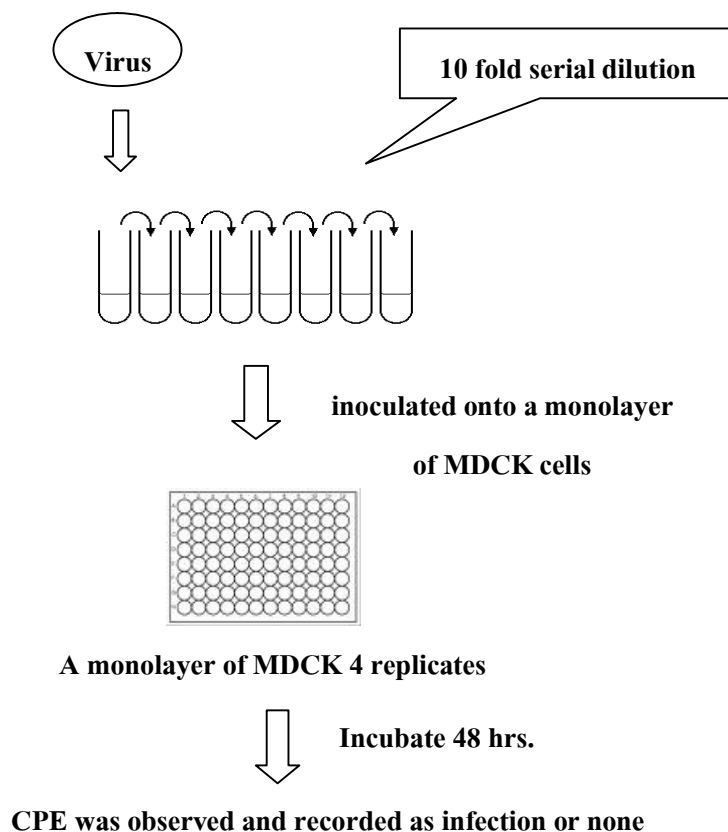 Virus
10 fold serial dilution
inoculated onto a monolayer
of MDCK cells
A monolayer of MDCK 4 replicates
Incubate 48 hrs.
CPE was observed and recorded as infection or none